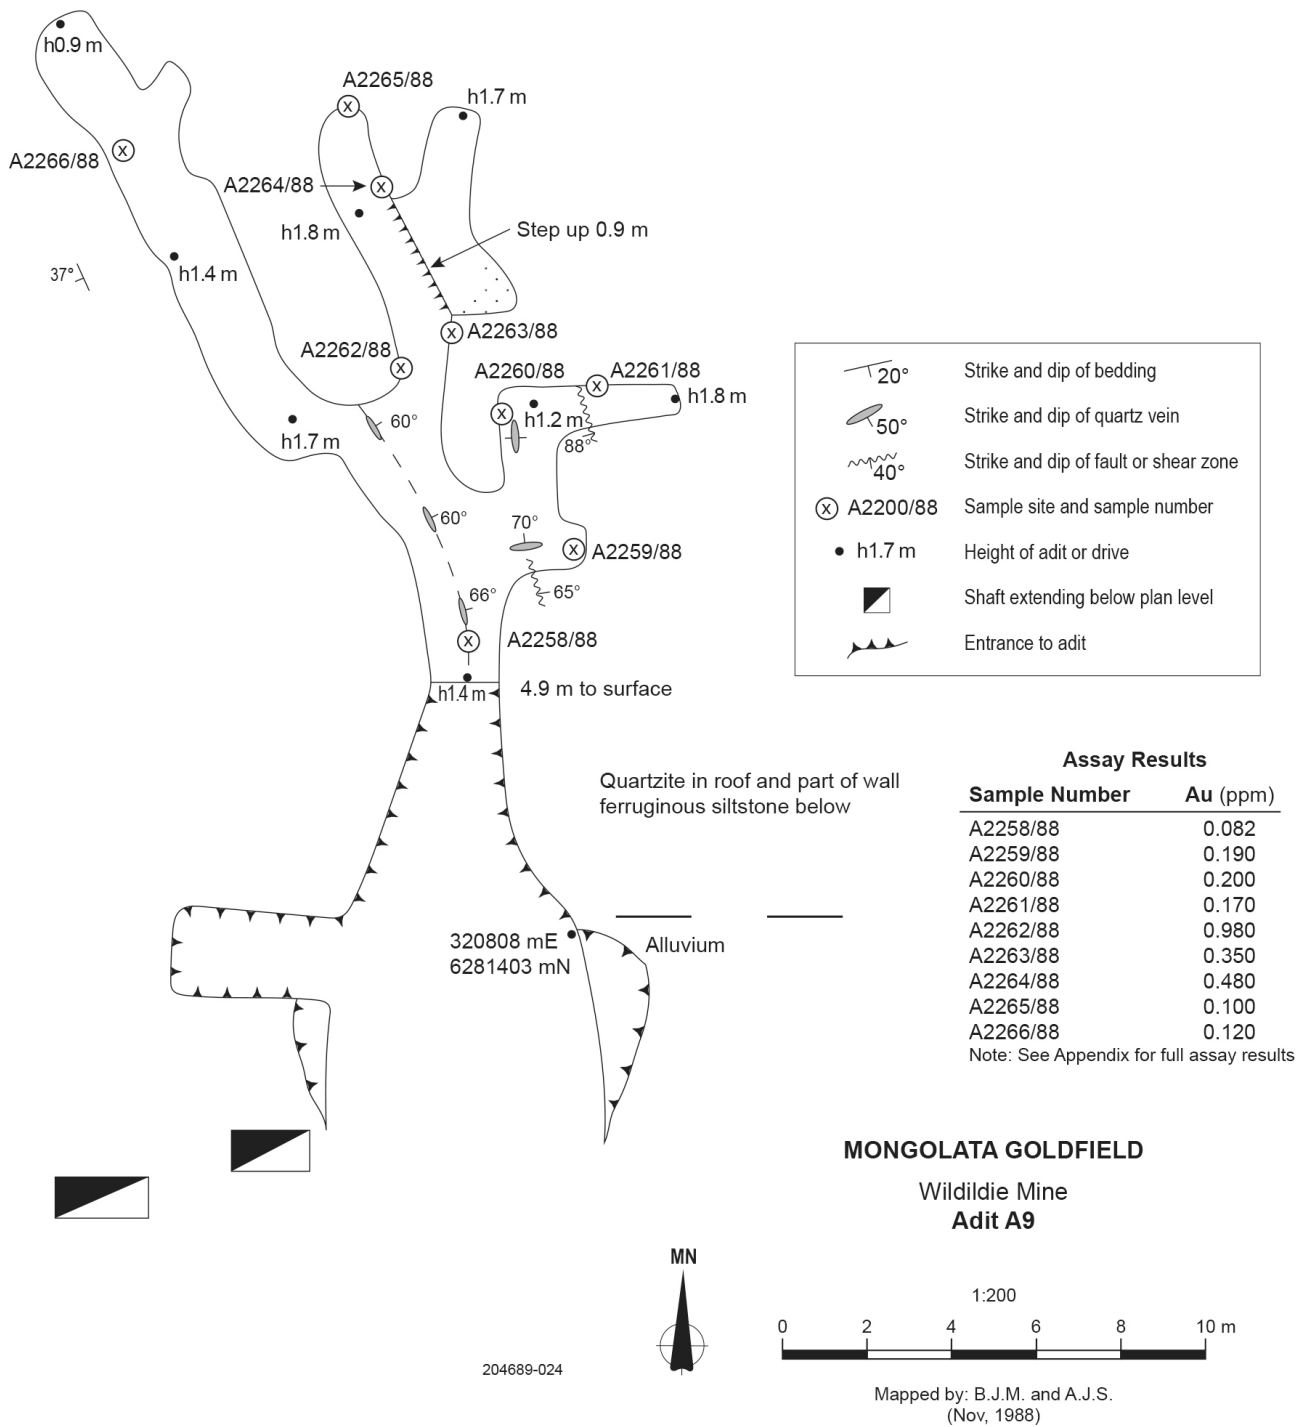 h0.9 m
A2265/88
h1.7 m
A2266/88
A2264/88
h1.8 m
Step up 0.9 m
37°
h1.4 m
A2263/88
A2262/88
A2260/88
A2261/88
h1.8 m
h1.2 m
60°
h1.7 m
88°
60°
70°
A2259/88
66°
65°
A2258/88
h1.4 m
4.9 m to surface
20°
Strike and dip of bedding
50°
Strike and dip of quartz vein
40°
Strike and dip of fault or shear zone
A2200/88
Sample site and sample number
h1.7 m
Height of adit or drive
Shaft extending below plan level
Entrance to adit
Quartzite in roof and part of wall
ferruginous siltstone below
320808 mE
6281403 mN
Alluvium
Assay Results
Sample Number Au (ppm)
A2258/88 0.082
A2259/88 0.190
A2260/88 0.200
A2261/88 0.170
A2262/88 0.980
A2263/88 0.350
A2264/88 0.480
A2265/88 0.100
A2266/88 0.120
Note: See Appendix for full assay results
MONGOLATA GOLDFIELD
Wildildie Mine
Adit A9
MN
1:200
0 2 4 6 8 10 m
204689-024
Mapped by: B.J.M. and A.J.S.
(Nov, 1988)